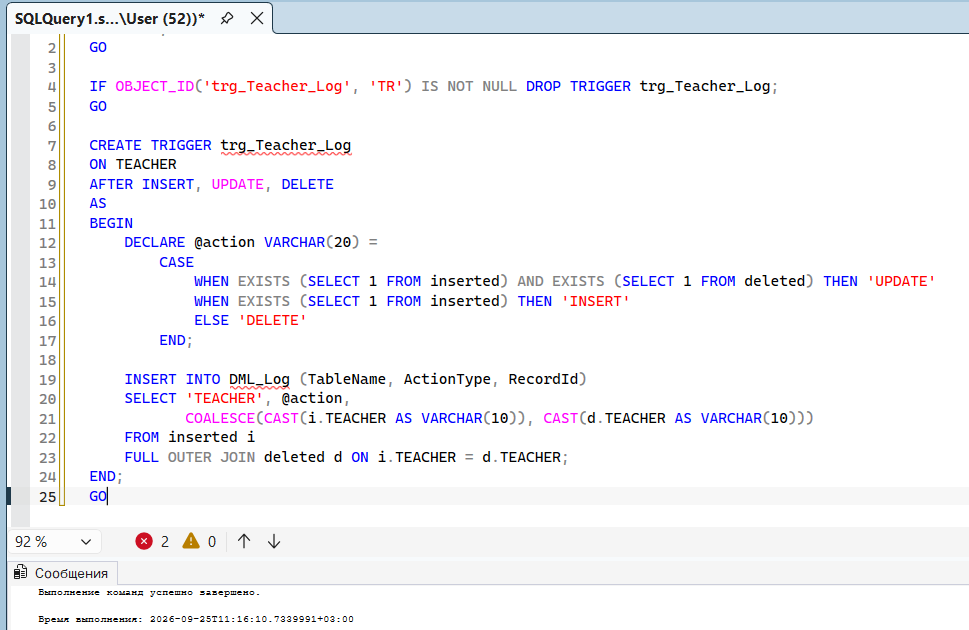 SQLQuery1.s...\User (52))*
2 GO
3
4 IF OBJECT_ID('trg_Teacher_Log', 'TR') IS NOT NULL DROP TRIGGER trg_Teacher_Log;
5 GO
6
7 CREATE TRIGGER trg_Teacher_Log
8 ON TEACHER
9 AFTER INSERT, UPDATE, DELETE
10 AS
11 BEGIN
12 DECLARE @action VARCHAR(20) =
13 CASE
14 WHEN EXISTS (SELECT 1 FROM inserted) AND EXISTS (SELECT 1 FROM deleted) THEN 'UPDATE'
15 WHEN EXISTS (SELECT 1 FROM inserted) THEN 'INSERT'
16 ELSE 'DELETE'
17 END;
18
19 INSERT INTO DML_Log (TableName, ActionType, RecordId)
20 SELECT 'TEACHER', @action,
21 COALESCE(CAST(i.TEACHER AS VARCHAR(10)), CAST(d.TEACHER AS VARCHAR(10)))
22 FROM inserted i
23 FULL OUTER JOIN deleted d ON i.TEACHER = d.TEACHER;
24 END;
25 GO
92 % 2 0
Сообщения
Выполнение команд успешно завершено.
Время выполнения: 2026-09-25T11:16:10.7339991+03:00